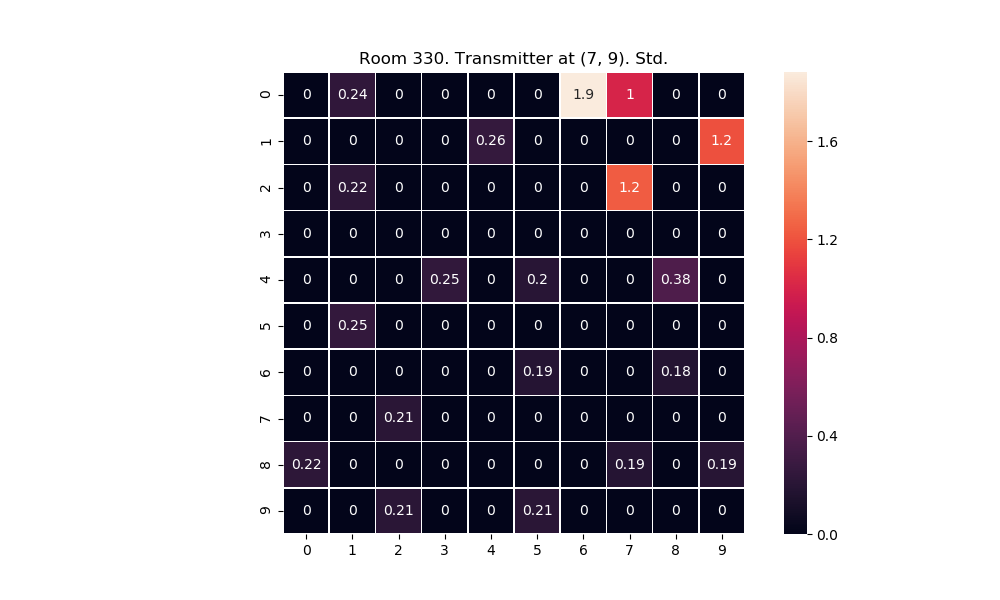 Room 330. Transmitter at (7, 9). Std.
0 0 0.24 0 0 0 0 1.9 1 0 0
1 0 0 0 0 0.26 0 0 0 0 1.2
2 0 0.22 0 0 0 0 0 1.2 0 0
3 0 0 0 0 0 0 0 0 0 0
4 0 0 0 0.25 0 0.2 0 0 0.38 0
5 0 0.25 0 0 0 0 0 0 0 0
6 0 0 0 0 0 0.19 0 0 0.18 0
7 0 0 0.21 0 0 0 0 0 0 0
8 0.22 0 0 0 0 0 0 0.19 0 0.19
9 0 0 0.21 0 0 0.21 0 0 0 0
0 1 2 3 4 5 6 7 8 9
1.6
1.2
0.8
0.4
0.0